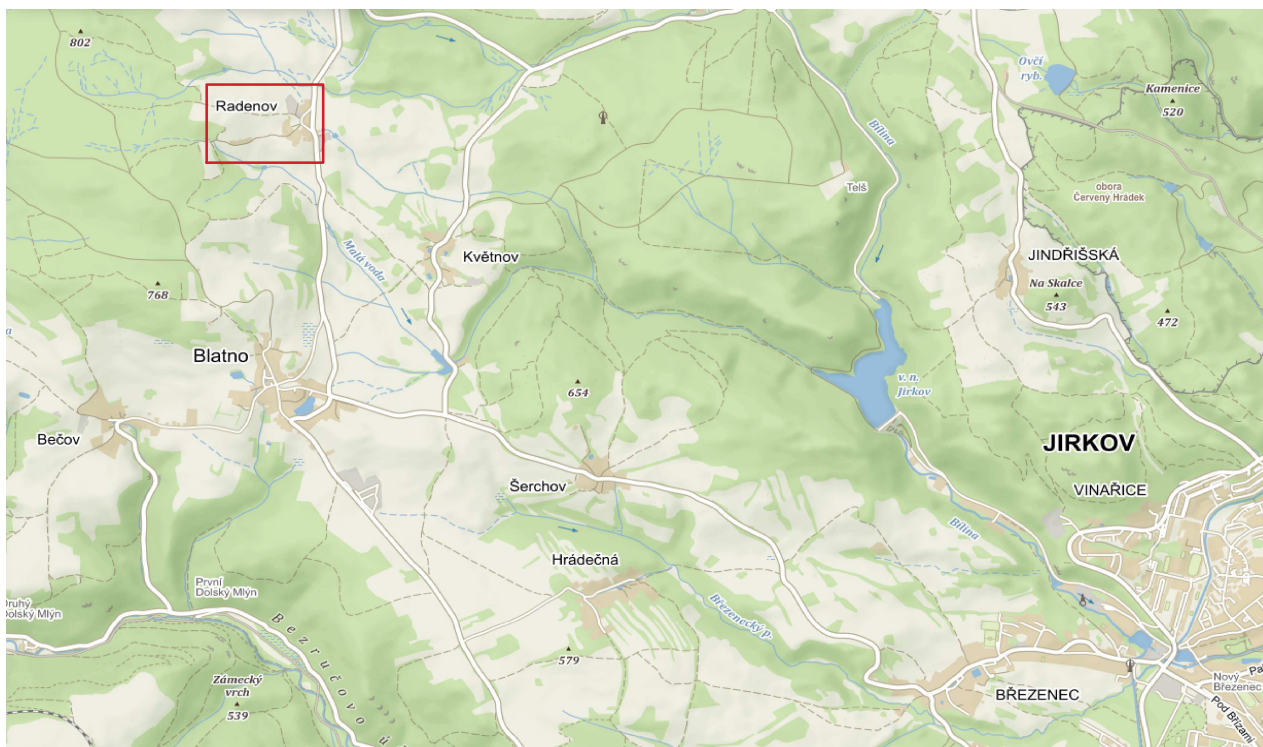 802
Ovčí
ryb.
Kamenice
520
Radenov
Bílina
Telš
obora
Červený Hrádek
Malá voda
Květnov
JINDŘIŠSKÁ
Na Skalce
543
768
472
Blatno
v. n.
Jirkov
654
Bečov
JIRKOV
Šerchov
VINAŘICE
Bílina
Hrádečná
První
Dolský Mlýn
Druhý
Dolský Mlýn
Bezručovo ú
Březenecký p.
579
Zámecký
vrch
539
BŘEZENEC
Nový
Březenec
Pod Břízami